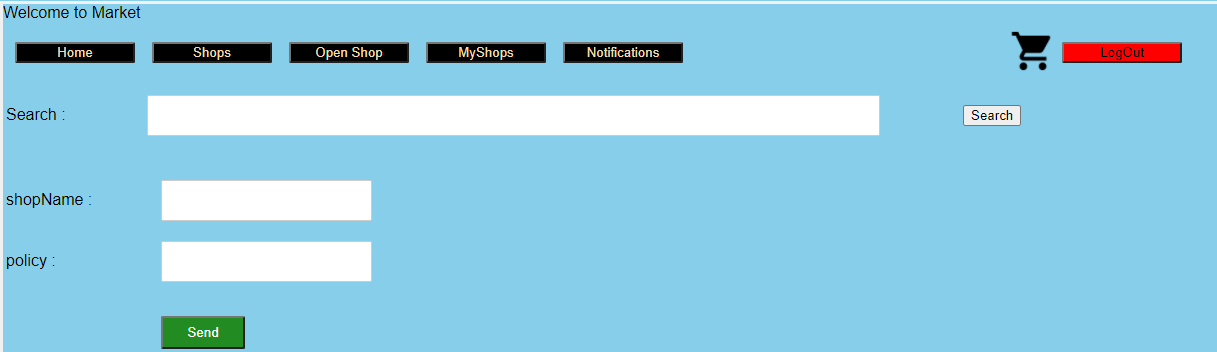 Welcome to Market
Home Shops Open Shop MyShops Notifications LogOut
Search : Search
shopName :
policy :
Send